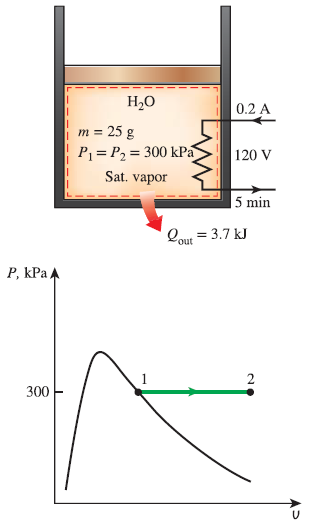 H₂O
0.2 A
m = 25 g
P₁ = P₂ = 300 kPa
120 V
Sat. vapor
5 min
Qout = 3.7 kJ
P, kPa
1
2
300
υ